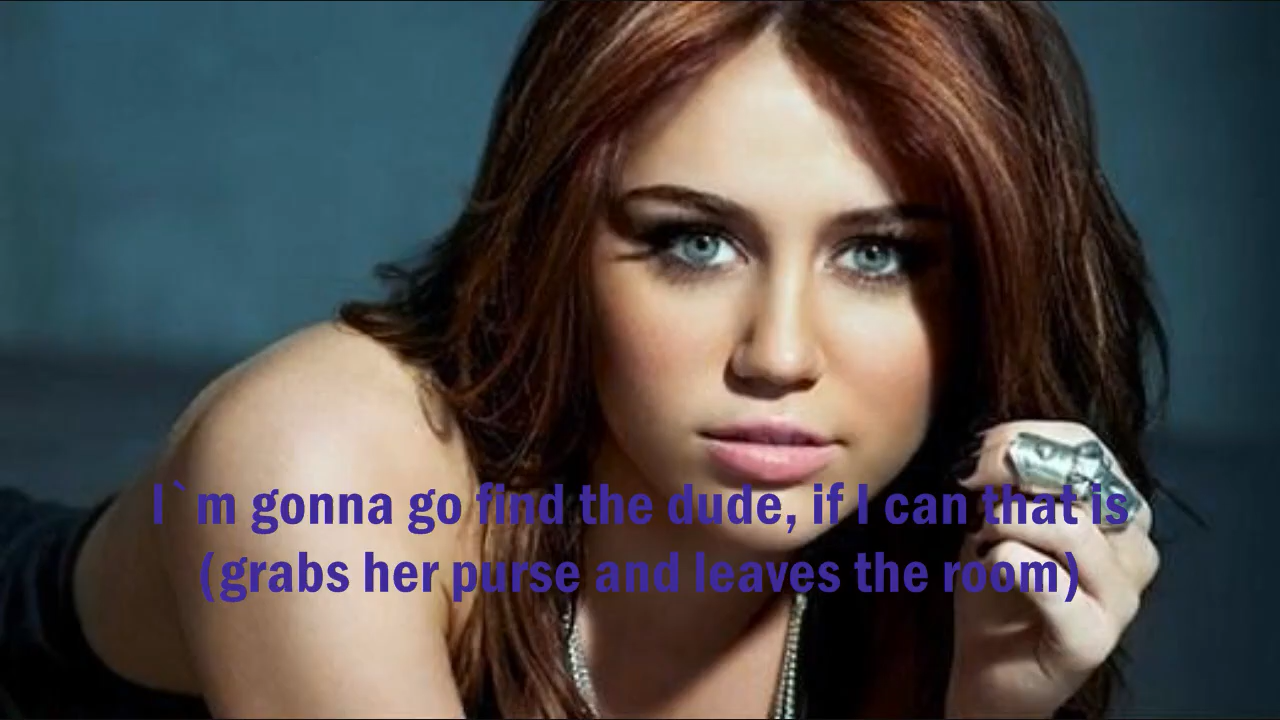 I`m gonna go find the dude, if I can that is
(grabs her purse and leaves the room)